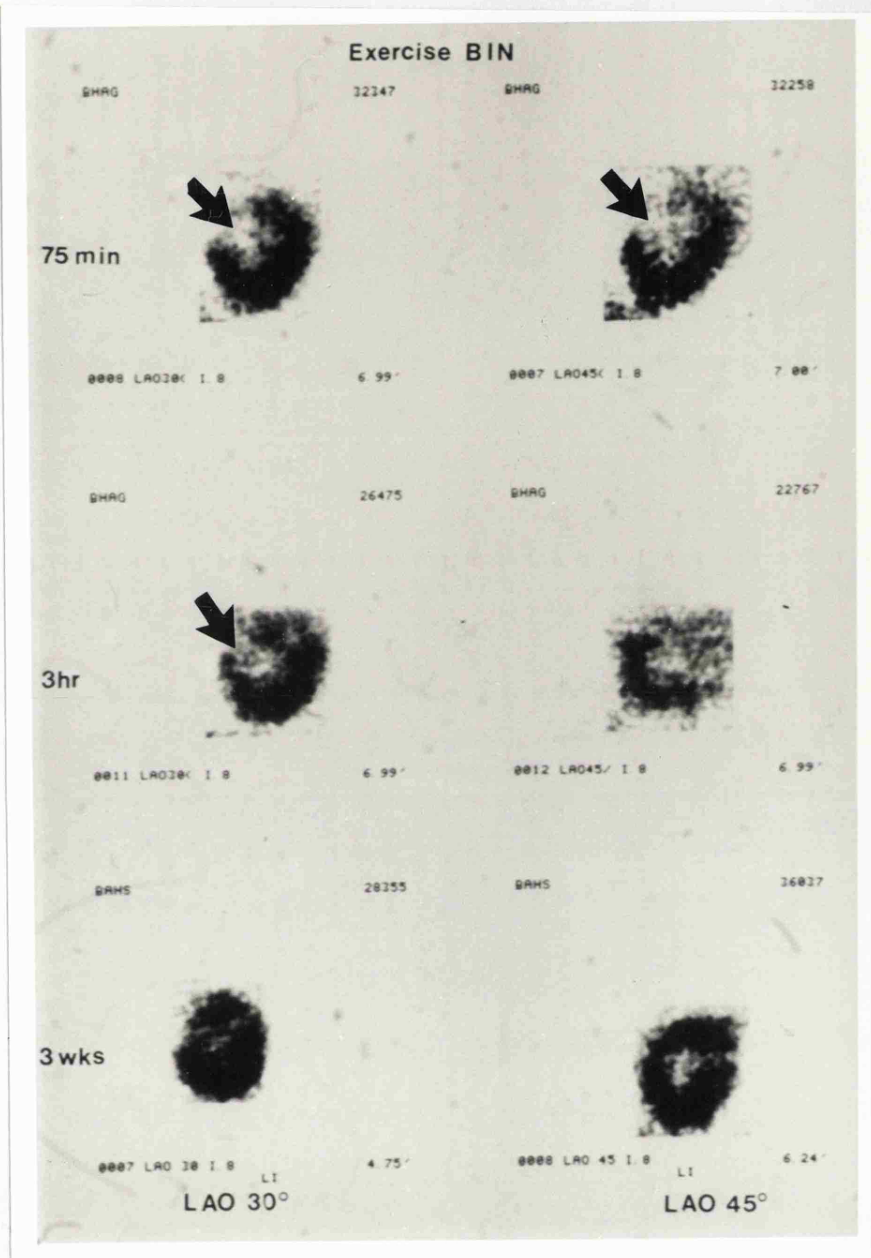 Exercise BIN
BHAG 32347 BHAG 32258
75 min
0008 LAO30< I.8 6.99' 0007 LAO45< I.8 7.00'
BHAG 26475 BHAG 22767
3hr
0011 LAO30< I.8 6.99' 0012 LAO45/ I.8 6.99'
BAHS 28355 BAHS 36037
3 wks
0007 LAO 30 I.8 4.75' 0008 LAO 45 I.8 6.24'
LI LI
LAO 30° LAO 45°